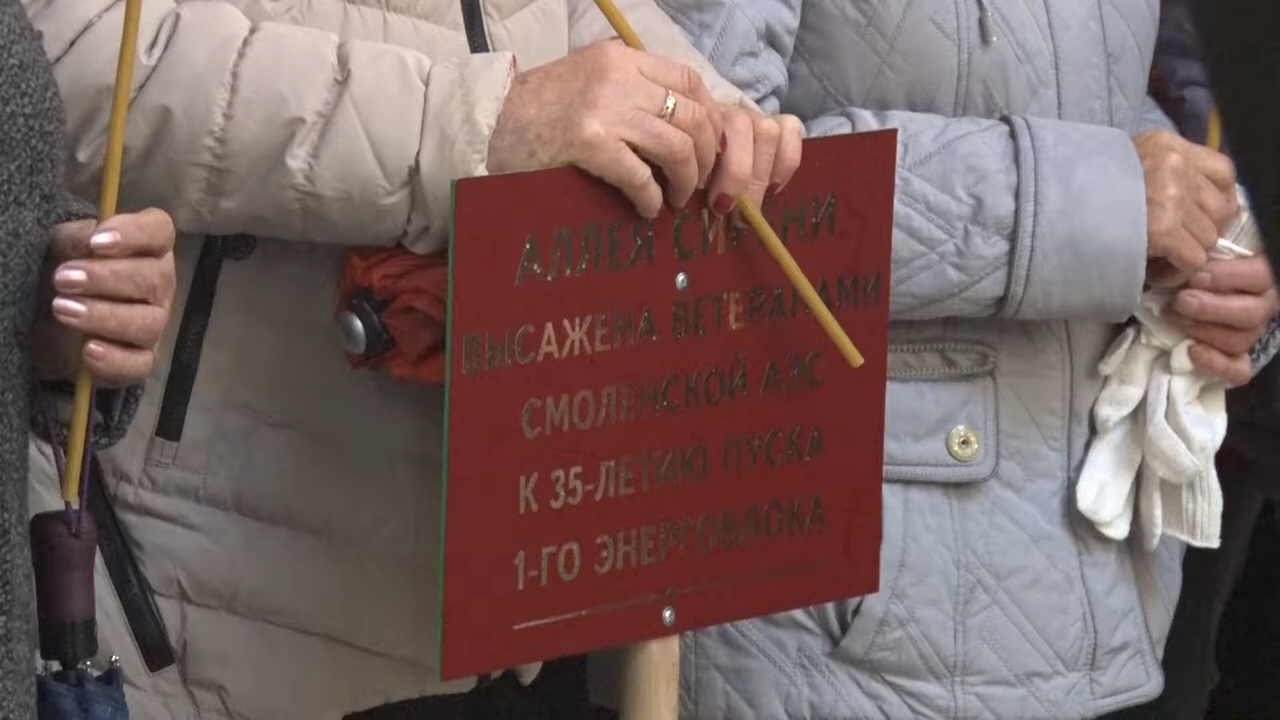 АЛЛЕЯ СИРЕНИ
ВЫСАЖЕНА ВЕТЕРАНАМИ
СМОЛЕНСКОЙ АЭС
К 35-ЛЕТИЮ ПУСКА
1-ГО ЭНЕРГОБЛОКА